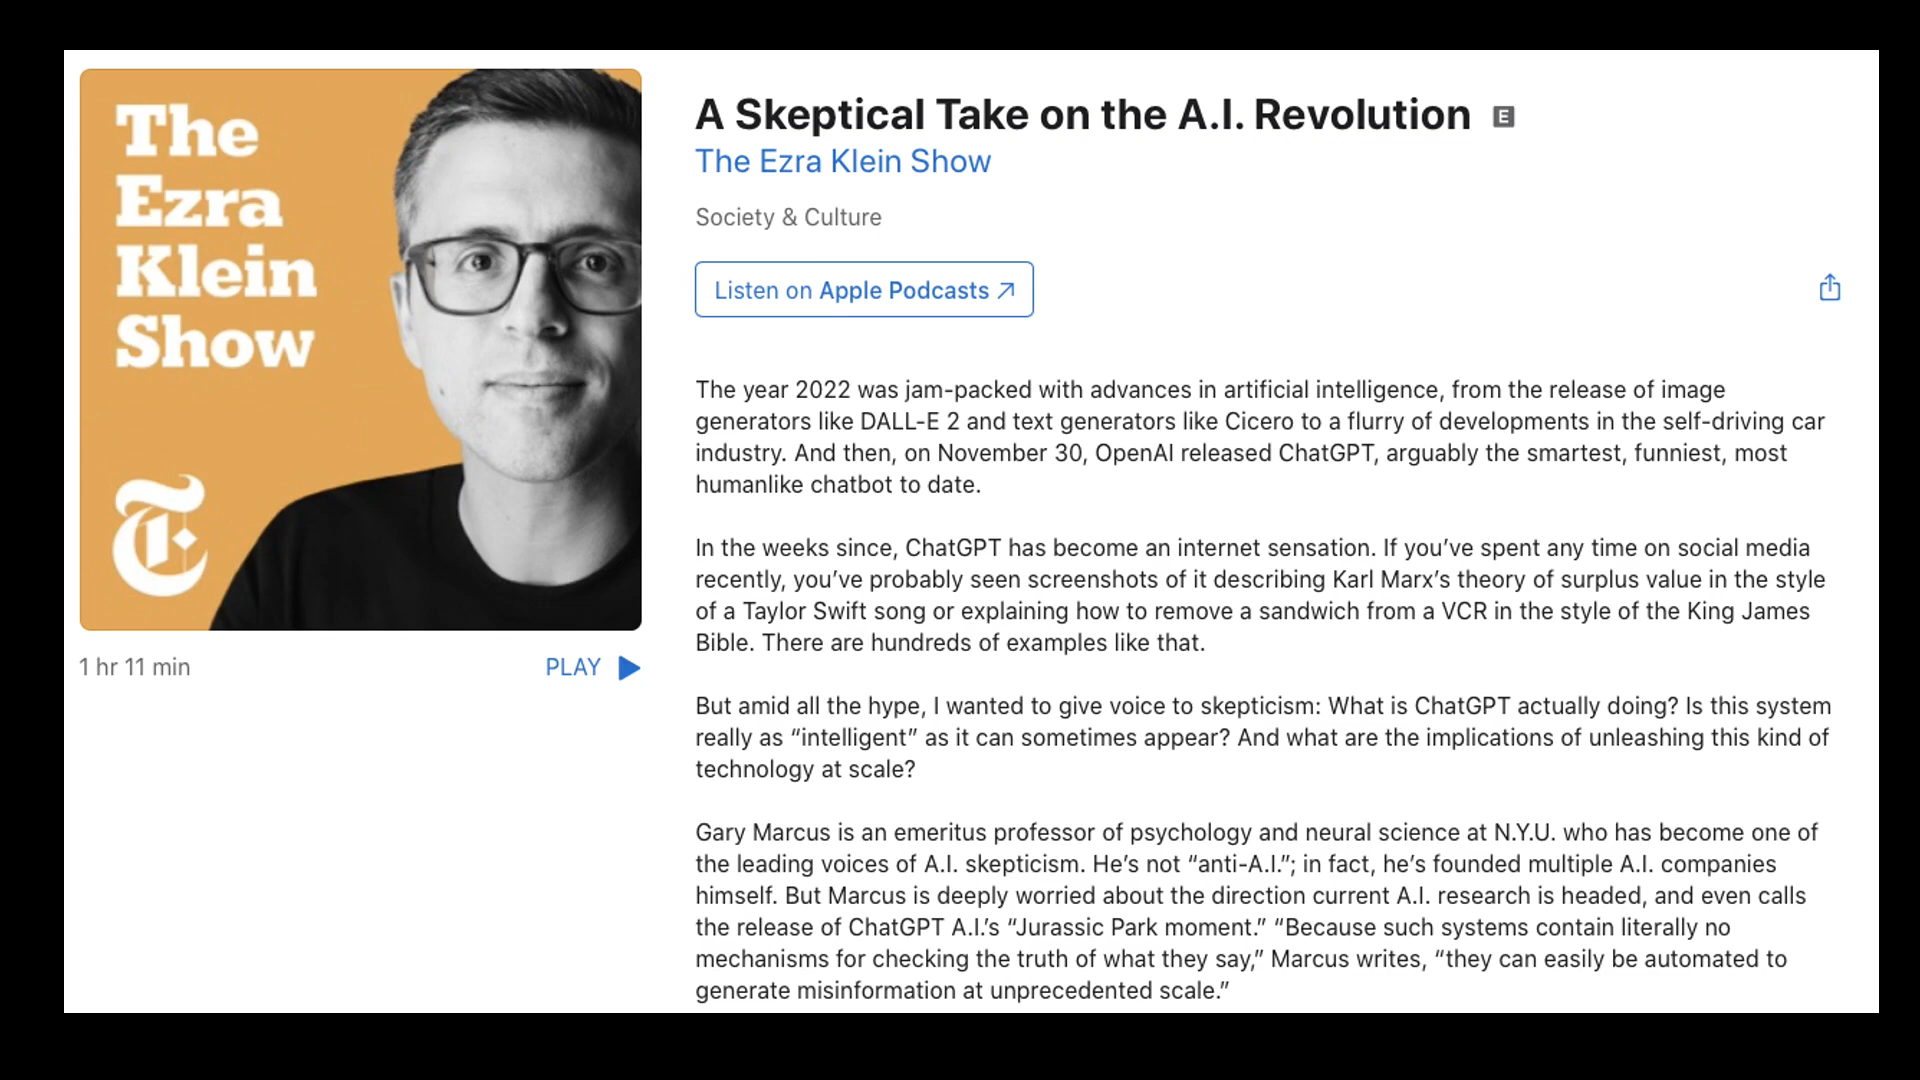 The
Ezra
Klein
Show
T
1 hr 11 min
PLAY
A Skeptical Take on the A.I. Revolution E
The Ezra Klein Show
Society & Culture
Listen on Apple Podcasts ↗
The year 2022 was jam-packed with advances in artificial intelligence, from the release of image
generators like DALL-E 2 and text generators like Cicero to a flurry of developments in the self-driving car
industry. And then, on November 30, OpenAI released ChatGPT, arguably the smartest, funniest, most
humanlike chatbot to date.
In the weeks since, ChatGPT has become an internet sensation. If you’ve spent any time on social media
recently, you’ve probably seen screenshots of it describing Karl Marx’s theory of surplus value in the style
of a Taylor Swift song or explaining how to remove a sandwich from a VCR in the style of the King James
Bible. There are hundreds of examples like that.
But amid all the hype, I wanted to give voice to skepticism: What is ChatGPT actually doing? Is this system
really as “intelligent” as it can sometimes appear? And what are the implications of unleashing this kind of
technology at scale?
Gary Marcus is an emeritus professor of psychology and neural science at N.Y.U. who has become one of
the leading voices of A.I. skepticism. He’s not “anti-A.I.”; in fact, he’s founded multiple A.I. companies
himself. But Marcus is deeply worried about the direction current A.I. research is headed, and even calls
the release of ChatGPT A.I.’s “Jurassic Park moment.” “Because such systems contain literally no
mechanisms for checking the truth of what they say,” Marcus writes, “they can easily be automated to
generate misinformation at unprecedented scale.”